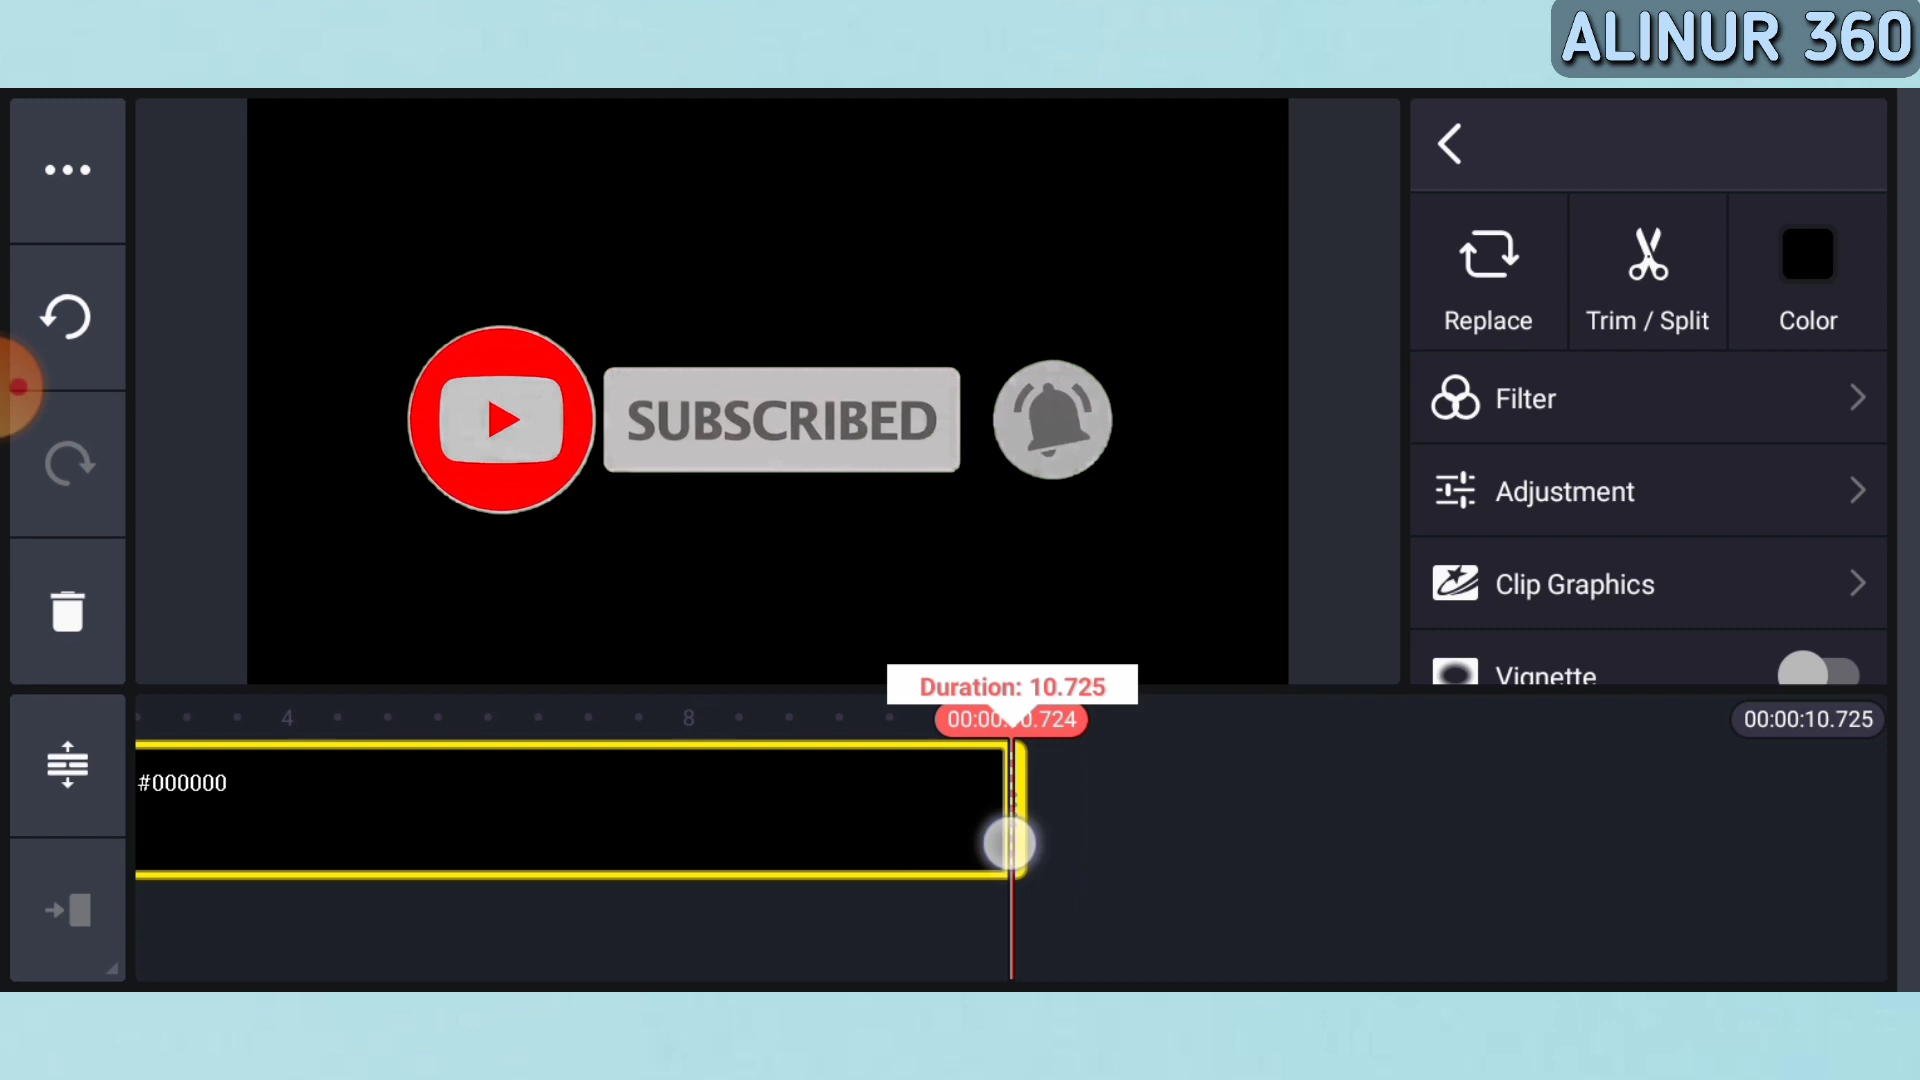 ALINUR 360
Replace
Trim / Split
Color
SUBSCRIBED
Filter
Adjustment
Clip Graphics
Vignette
Duration: 10.725
4
8
00:00:10.725
#000000